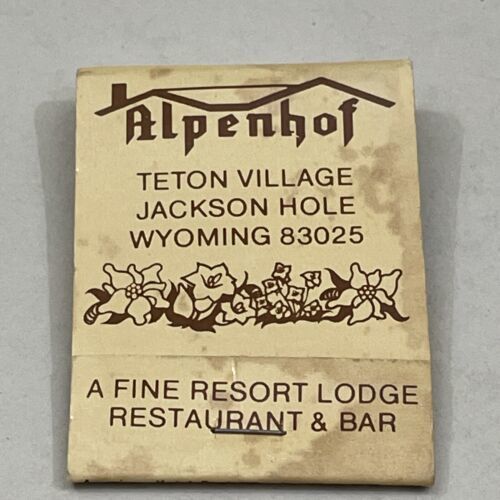 Alpenhof
TETON VILLAGE
JACKSON HOLE
WYOMING 83025
A FINE RESORT LODGE
RESTAURANT & BAR